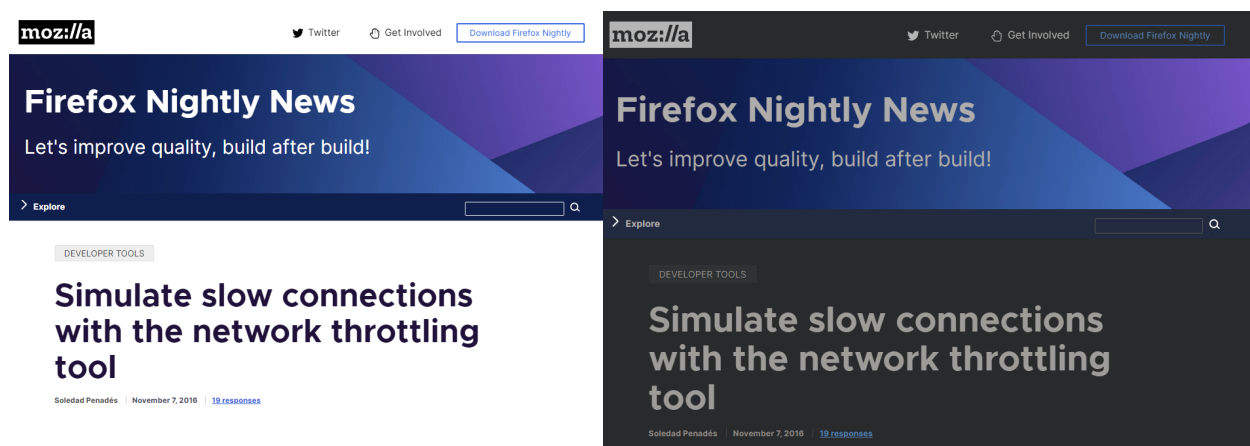 moz://a
Twitter
Get Involved
Download Firefox Nightly
Firefox Nightly News
Let's improve quality, build after build!
Explore
DEVELOPER TOOLS
Simulate slow connections
with the network throttling
tool
Soledad Penadés | November 7, 2016 | 19 responses
moz://a
Twitter
Get Involved
Download Firefox Nightly
Firefox Nightly News
Let's improve quality, build after build!
Explore
DEVELOPER TOOLS
Simulate slow connections
with the network throttling
tool
Soledad Penadés | November 7, 2016 | 19 responses